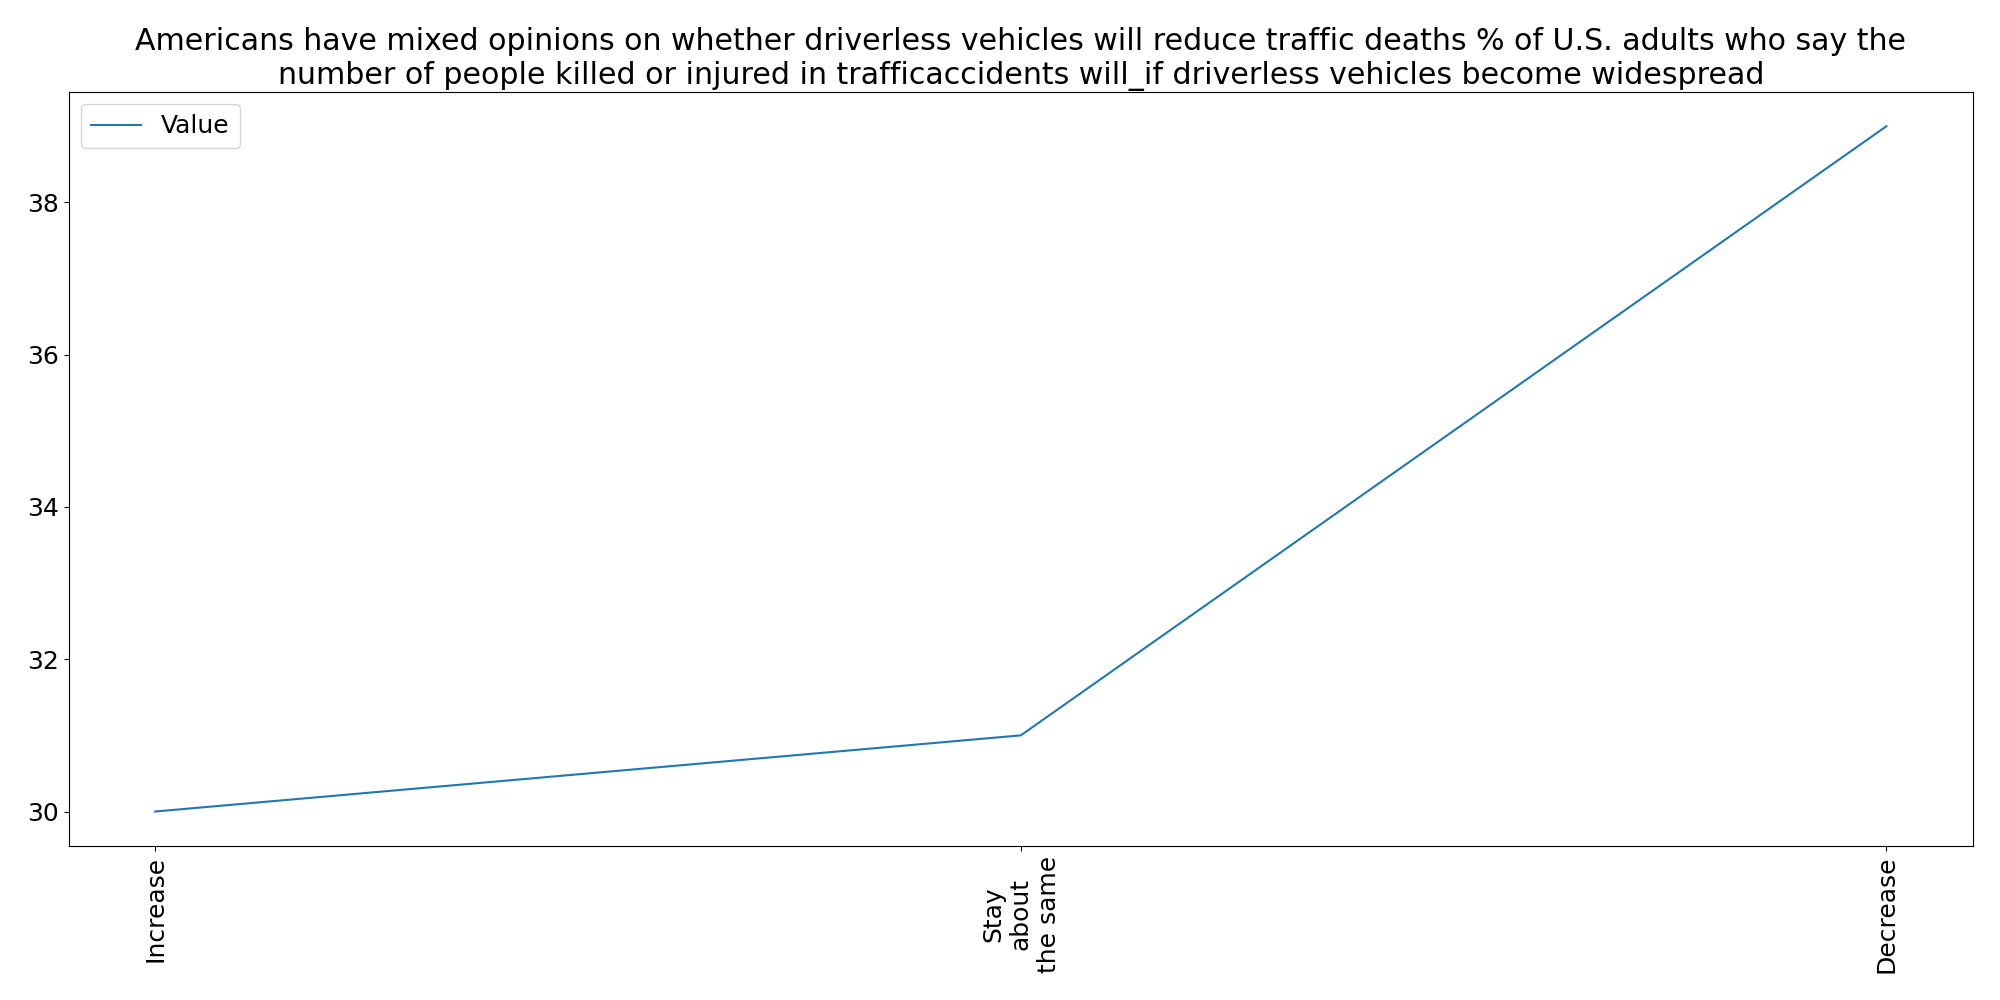 Americans have mixed opinions on whether driverless vehicles will reduce traffic deaths % of U.S. adults who say the
number of people killed or injured in trafficaccidents will_if driverless vehicles become widespread
Value
38
36
34
32
30
Increase
Stay
about
the same
Decrease